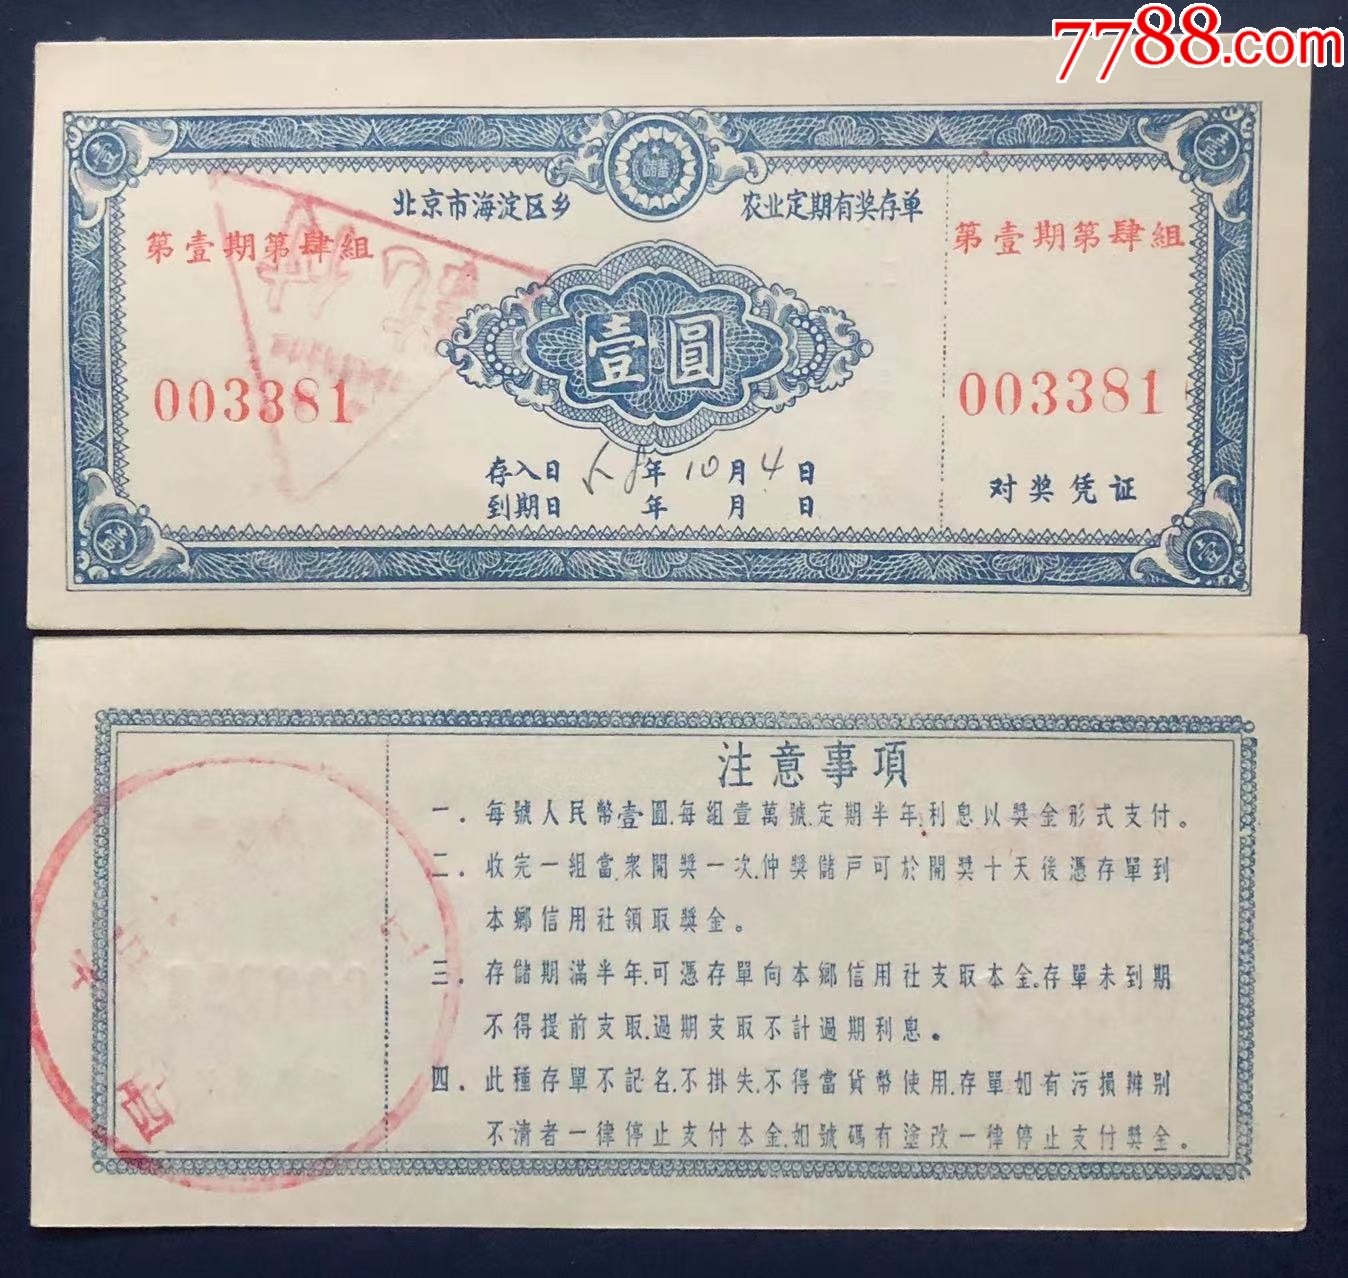 7788.com
北京市海淀区乡 农业定期有奖存单
第壹期第肆組 第壹期第肆組
壹圓
003381 003381
存入日 58年10月4日
到期日 年 月 日
对奖凭证
注意事項
一．每號人民幣壹圓.每组壹萬號.定期半年.利息以獎金形式支付。
二．收完一组當.衆開獎一次.仲獎儲戸可於開獎十天後憑存單到
本鄉信用社領取獎金。
三．存儲期滿半年.可憑存單向本鄉信用社支取本金.存單未到期
不得提前支取.過期支取不計過期利息。
四．此種存單不記名.不掛失.不得當貨幣使用.存單如有污損辨别
不清者一律停止支付本金.如號碼有塗改一律停止支付獎金。